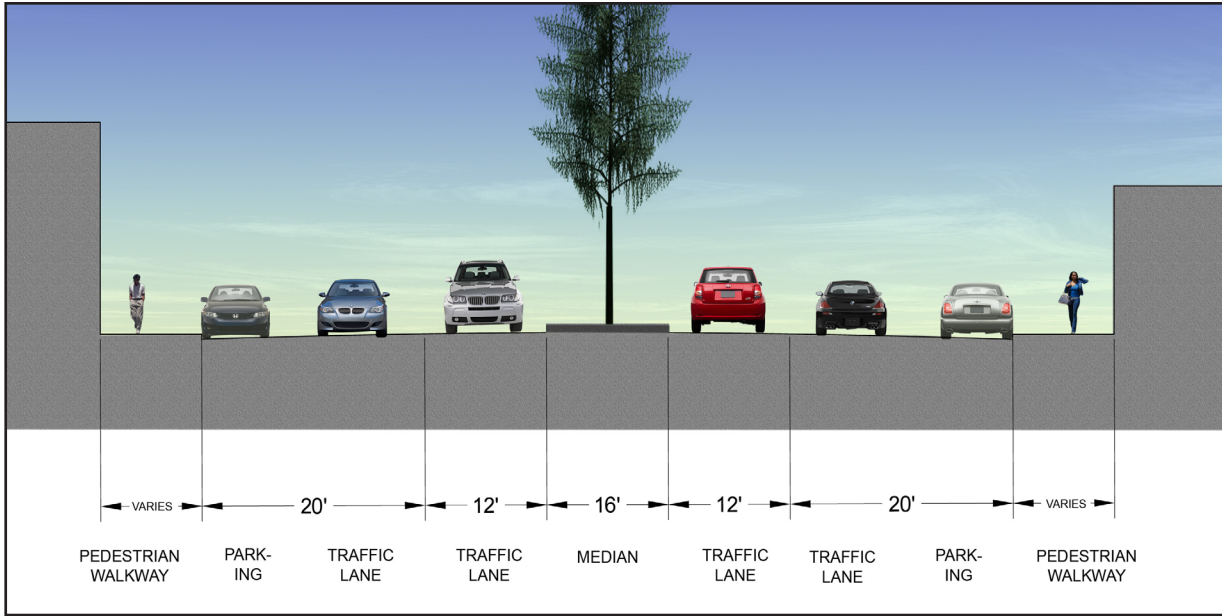 VARIES 20' 12' 16' 12' 20' VARIES
PEDESTRIAN
WALKWAY
PARK-
ING
TRAFFIC
LANE
TRAFFIC
LANE
MEDIAN
TRAFFIC
LANE
TRAFFIC
LANE
PARK-
ING
PEDESTRIAN
WALKWAY